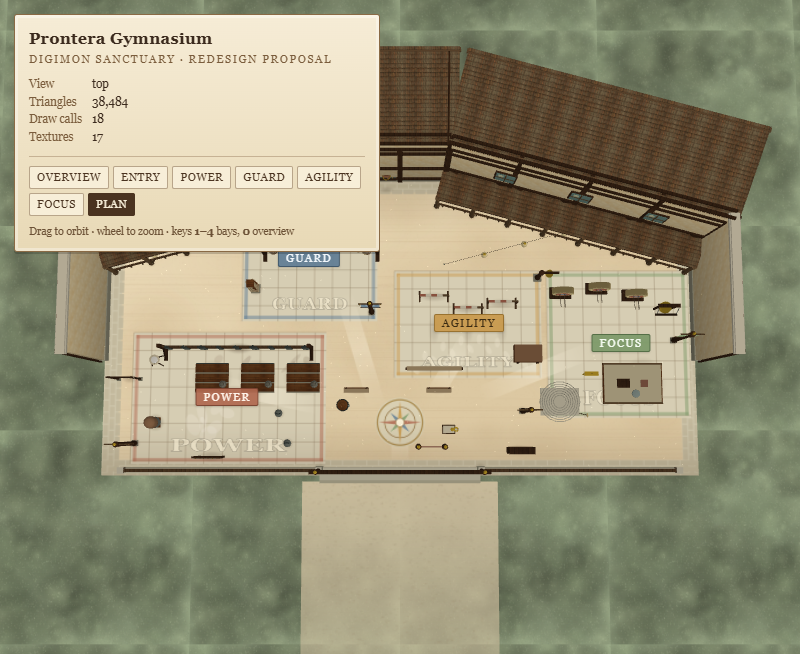 Prontera Gymnasium
DIGIMON SANCTUARY · REDESIGN PROPOSAL
View top
Triangles 38,484
Draw calls 18
Textures 17
OVERVIEW ENTRY POWER GUARD AGILITY
FOCUS PLAN
Drag to orbit · wheel to zoom · keys 1–4 bays, 0 overview
GUARD
GUARD
AGILITY
FOCUS
AGILITY
POWER
POWER